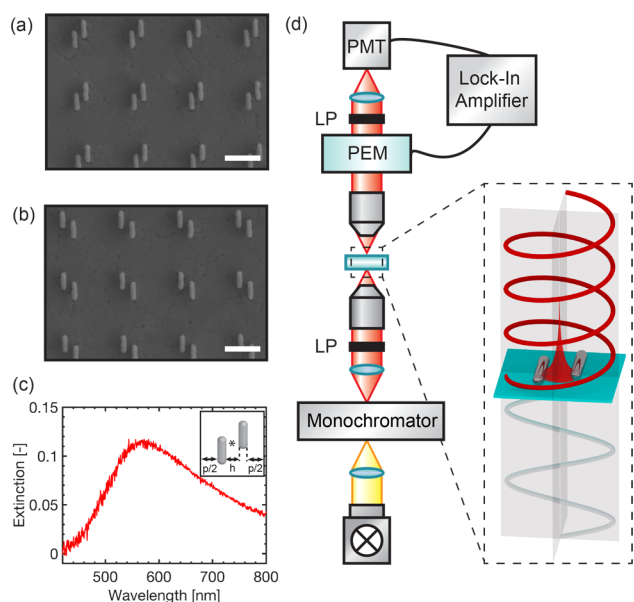 (a)
(b)
(c)
Extinction [-]
0.15
0.1
0.05
0
500
600
700
800
Wavelength [nm]
*
p/2
h
p/2
(d)
PMT
Lock-In
Amplifier
LP
PEM
LP
Monochromator